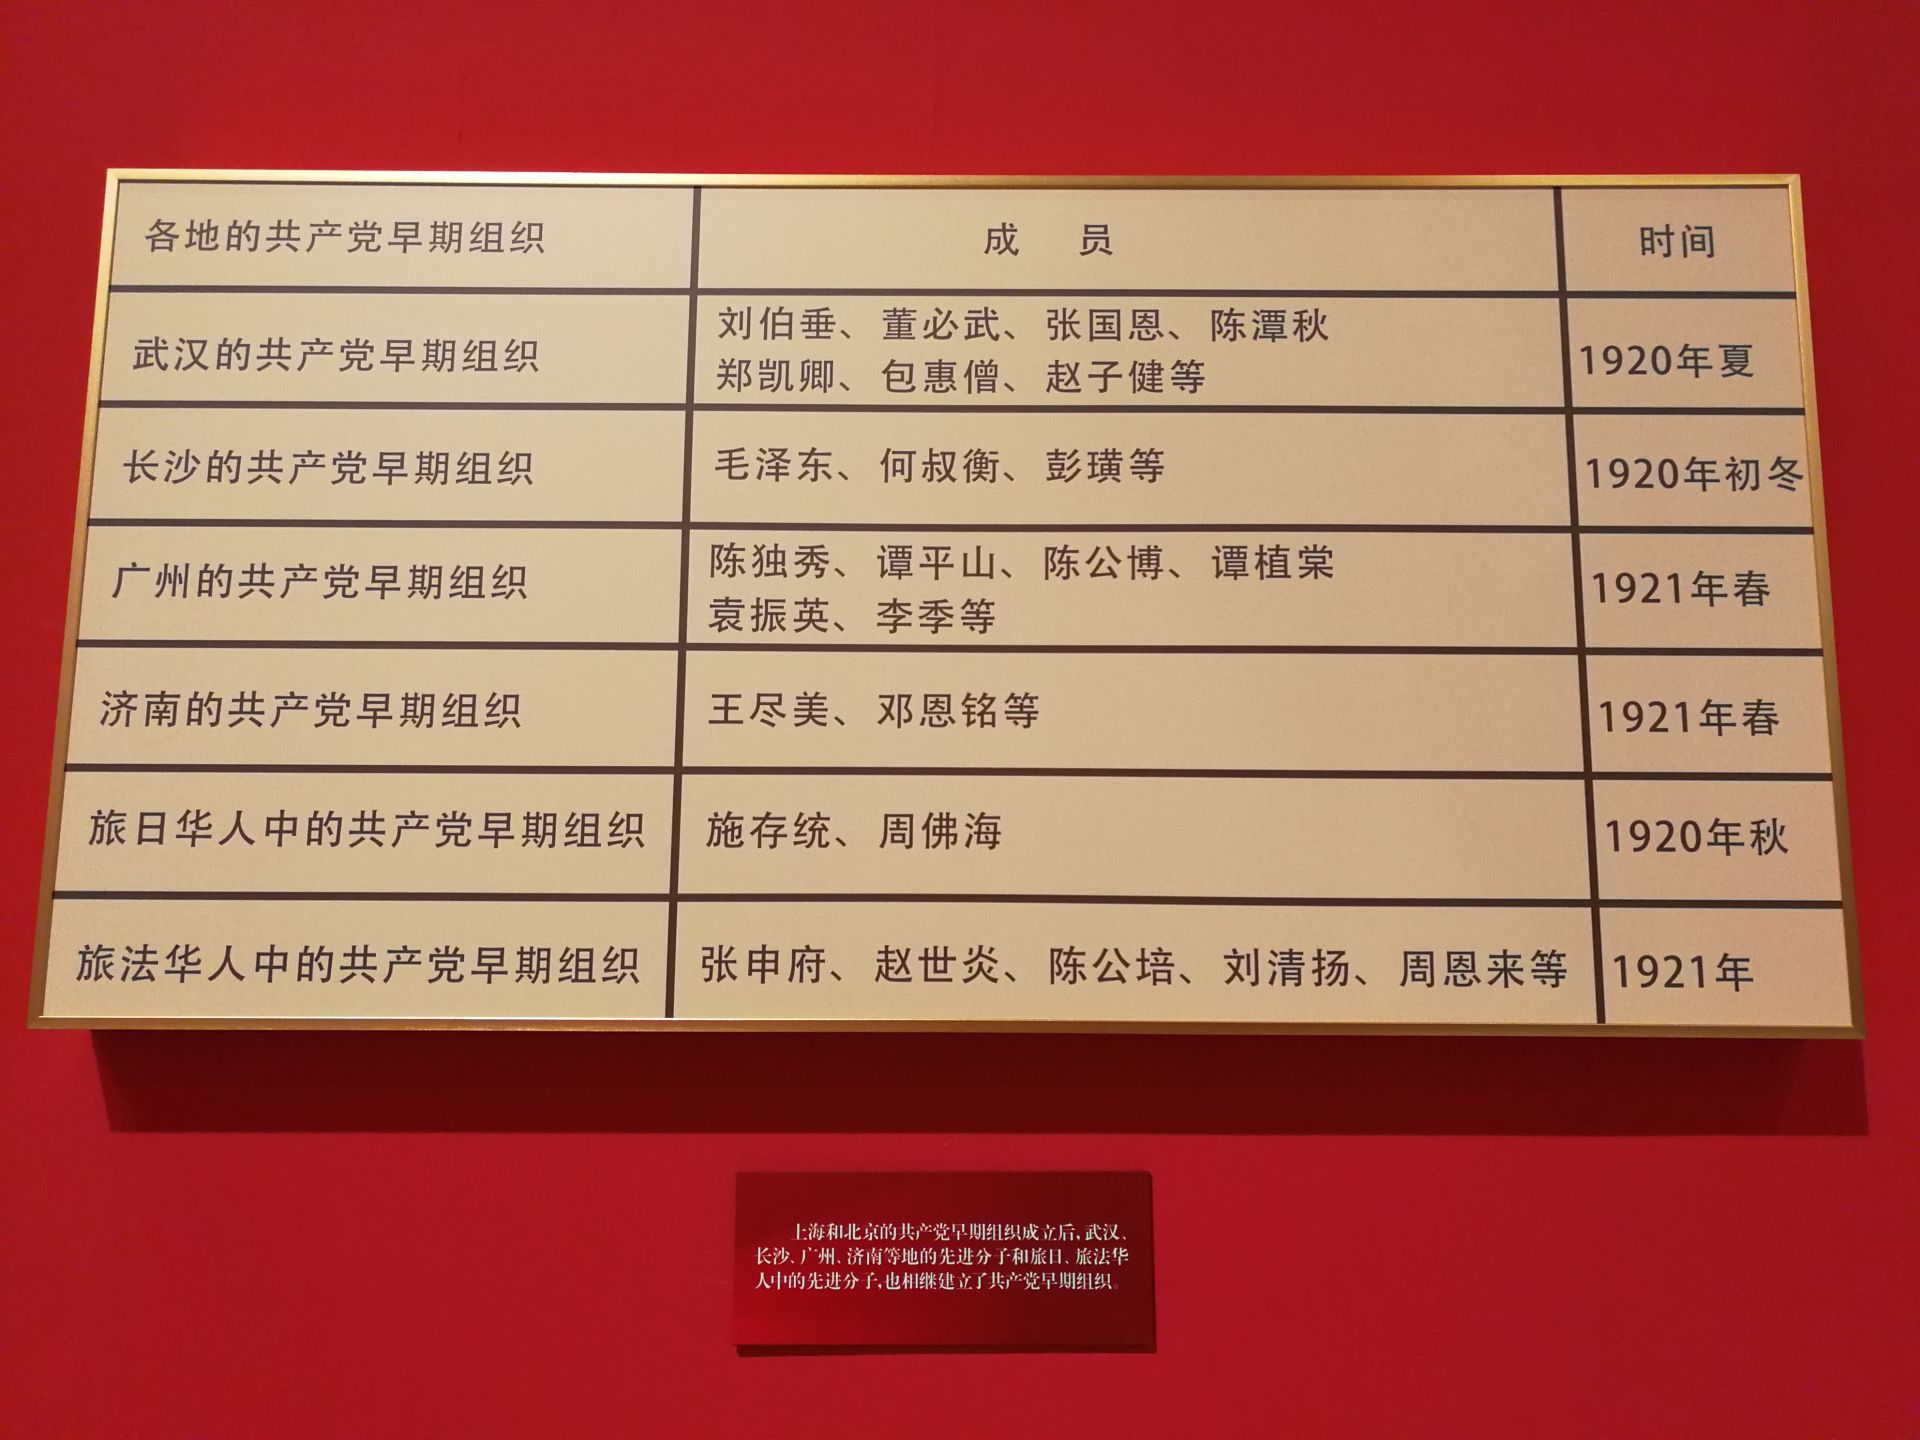 各地的共产党早期组织 成 员 时间
武汉的共产党早期组织 刘伯垂、董必武、张国恩、陈潭秋
郑凯卿、包惠僧、赵子健等 1920年夏
长沙的共产党早期组织 毛泽东、何叔衡、彭璜等 1920年初冬
广州的共产党早期组织 陈独秀、谭平山、陈公博、谭植棠
袁振英、李季等 1921年春
济南的共产党早期组织 王尽美、邓恩铭等 1921年春
旅日华人中的共产党早期组织 施存统、周佛海 1920年秋
旅法华人中的共产党早期组织 张申府、赵世炎、陈公培、刘清扬、周恩来等 1921年
上海和北京的共产党早期组织成立后,武汉、
长沙、广州、济南等地的先进分子和旅日、旅法华
人中的先进分子,也相继建立了共产党早期组织。